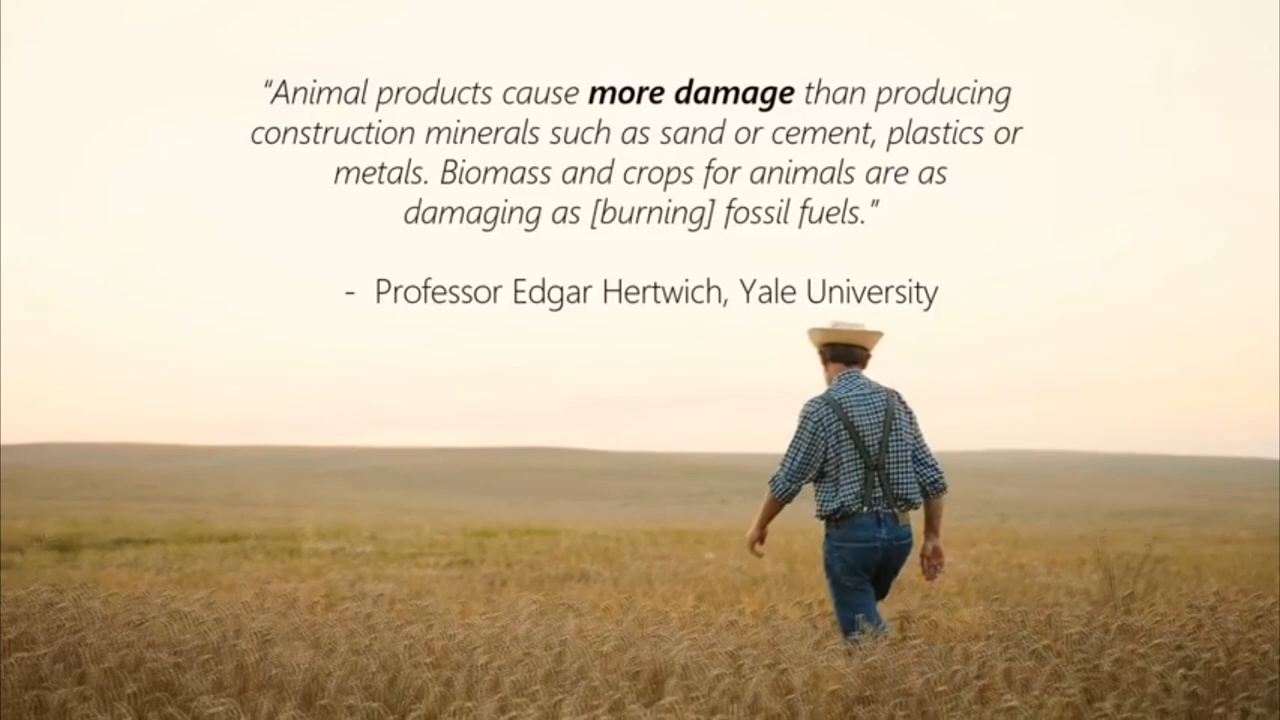 "Animal products cause more damage than producing
construction minerals such as sand or cement, plastics or
metals. Biomass and crops for animals are as
damaging as [burning] fossil fuels."
- Professor Edgar Hertwich, Yale University